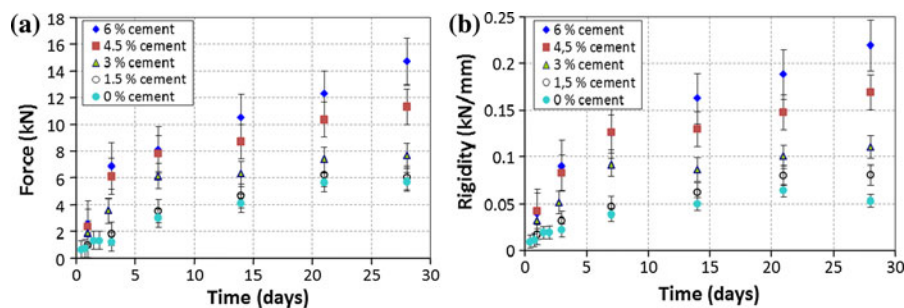 (a)
Force (kN)
18
16
14
12
10
8
6
4
2
0
6 % cement
4.5 % cement
3 % cement
1.5 % cement
0 % cement
0 5 10 15 20 25 30
Time (days)
(b)
Rigidity (kN/mm)
0.25
0.20
0.15
0.10
0.05
0
6 % cement
4,5 % cement
3 % cement
1,5 % cement
0 % cement
0 5 10 15 20 25 30
Time (days)